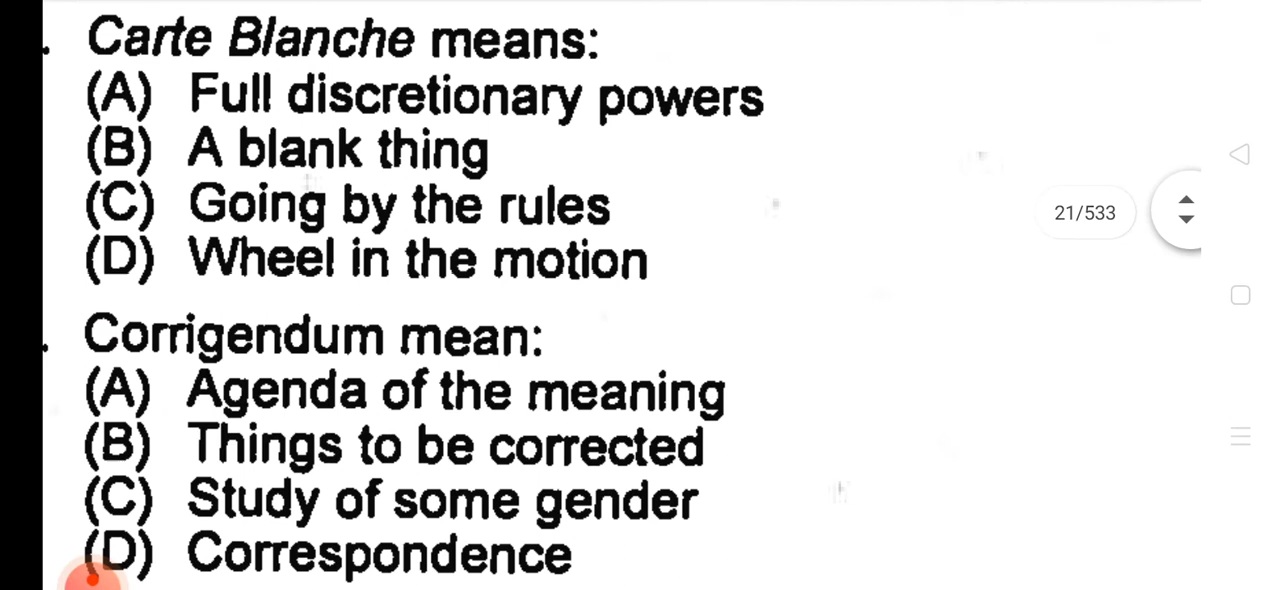 . Carte Blanche means:
(A) Full discretionary powers
(B) A blank thing
(C) Going by the rules
(D) Wheel in the motion
21/533
. Corrigendum mean:
(A) Agenda of the meaning
(B) Things to be corrected
(C) Study of some gender
(D) Correspondence